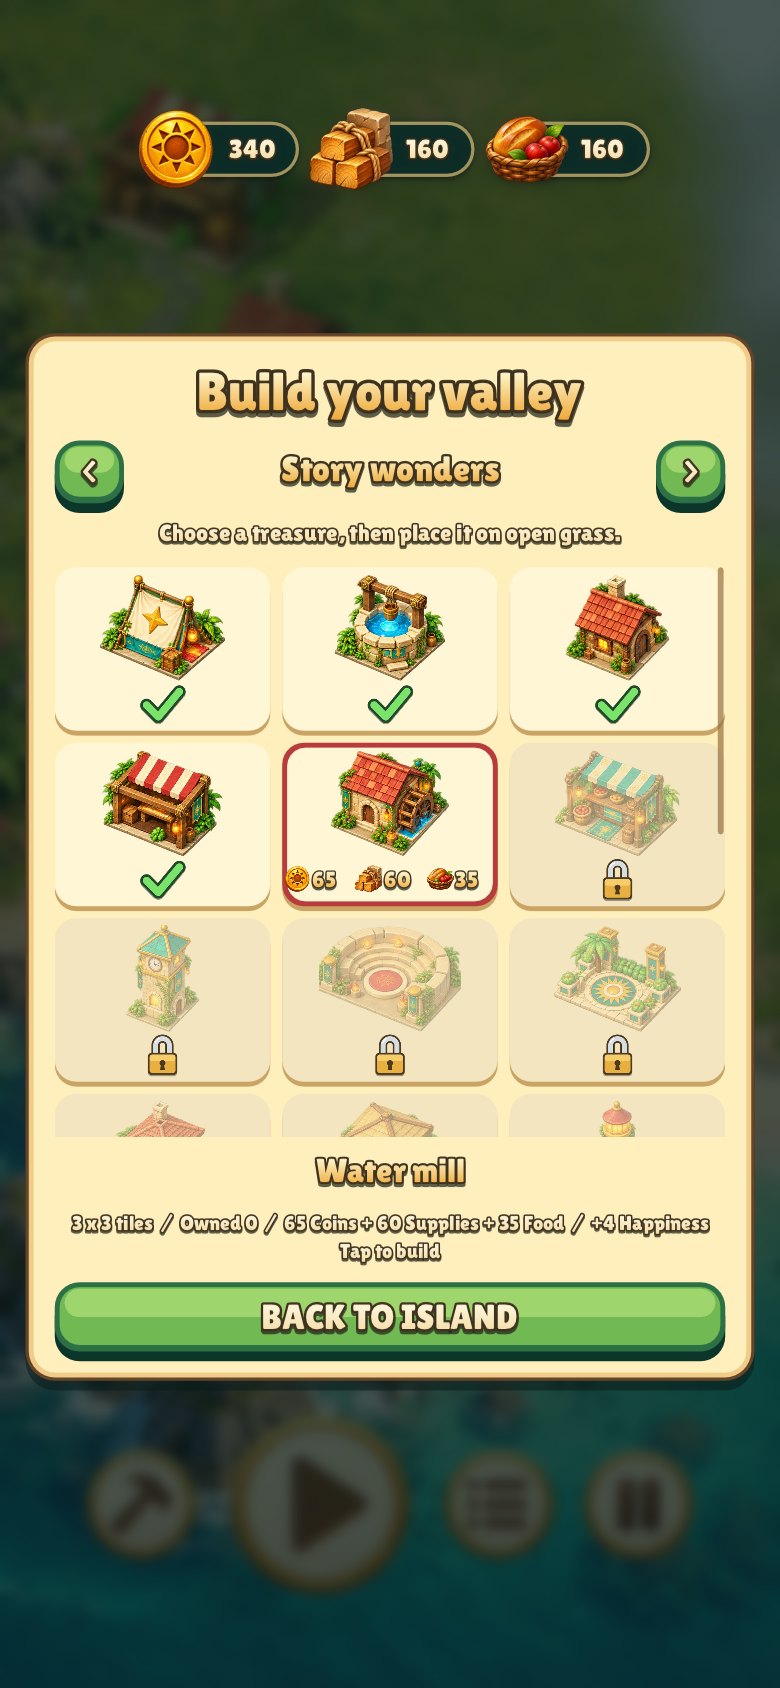 340
160
160
Build your valley
Story wonders
Choose a treasure, then place it on open grass.
65
60
35
Water mill
3 x 3 tiles / Owned 0 / 65 Coins + 60 Supplies + 35 Food / +4 Happiness
Tap to build
BACK TO ISLAND